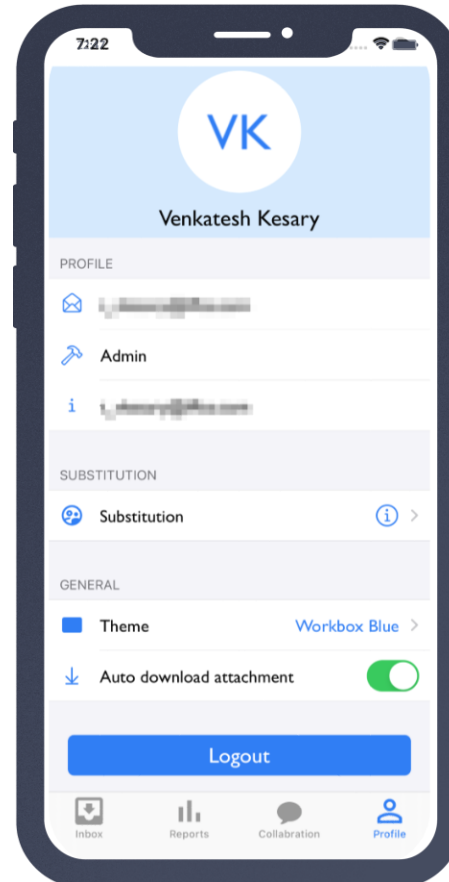 7:22
VK
Venkatesh Kesary
PROFILE
Admin
SUBSTITUTION
Substitution
GENERAL
Theme Workbox Blue
Auto download attachment
Logout
Inbox Reports Collabration Profile